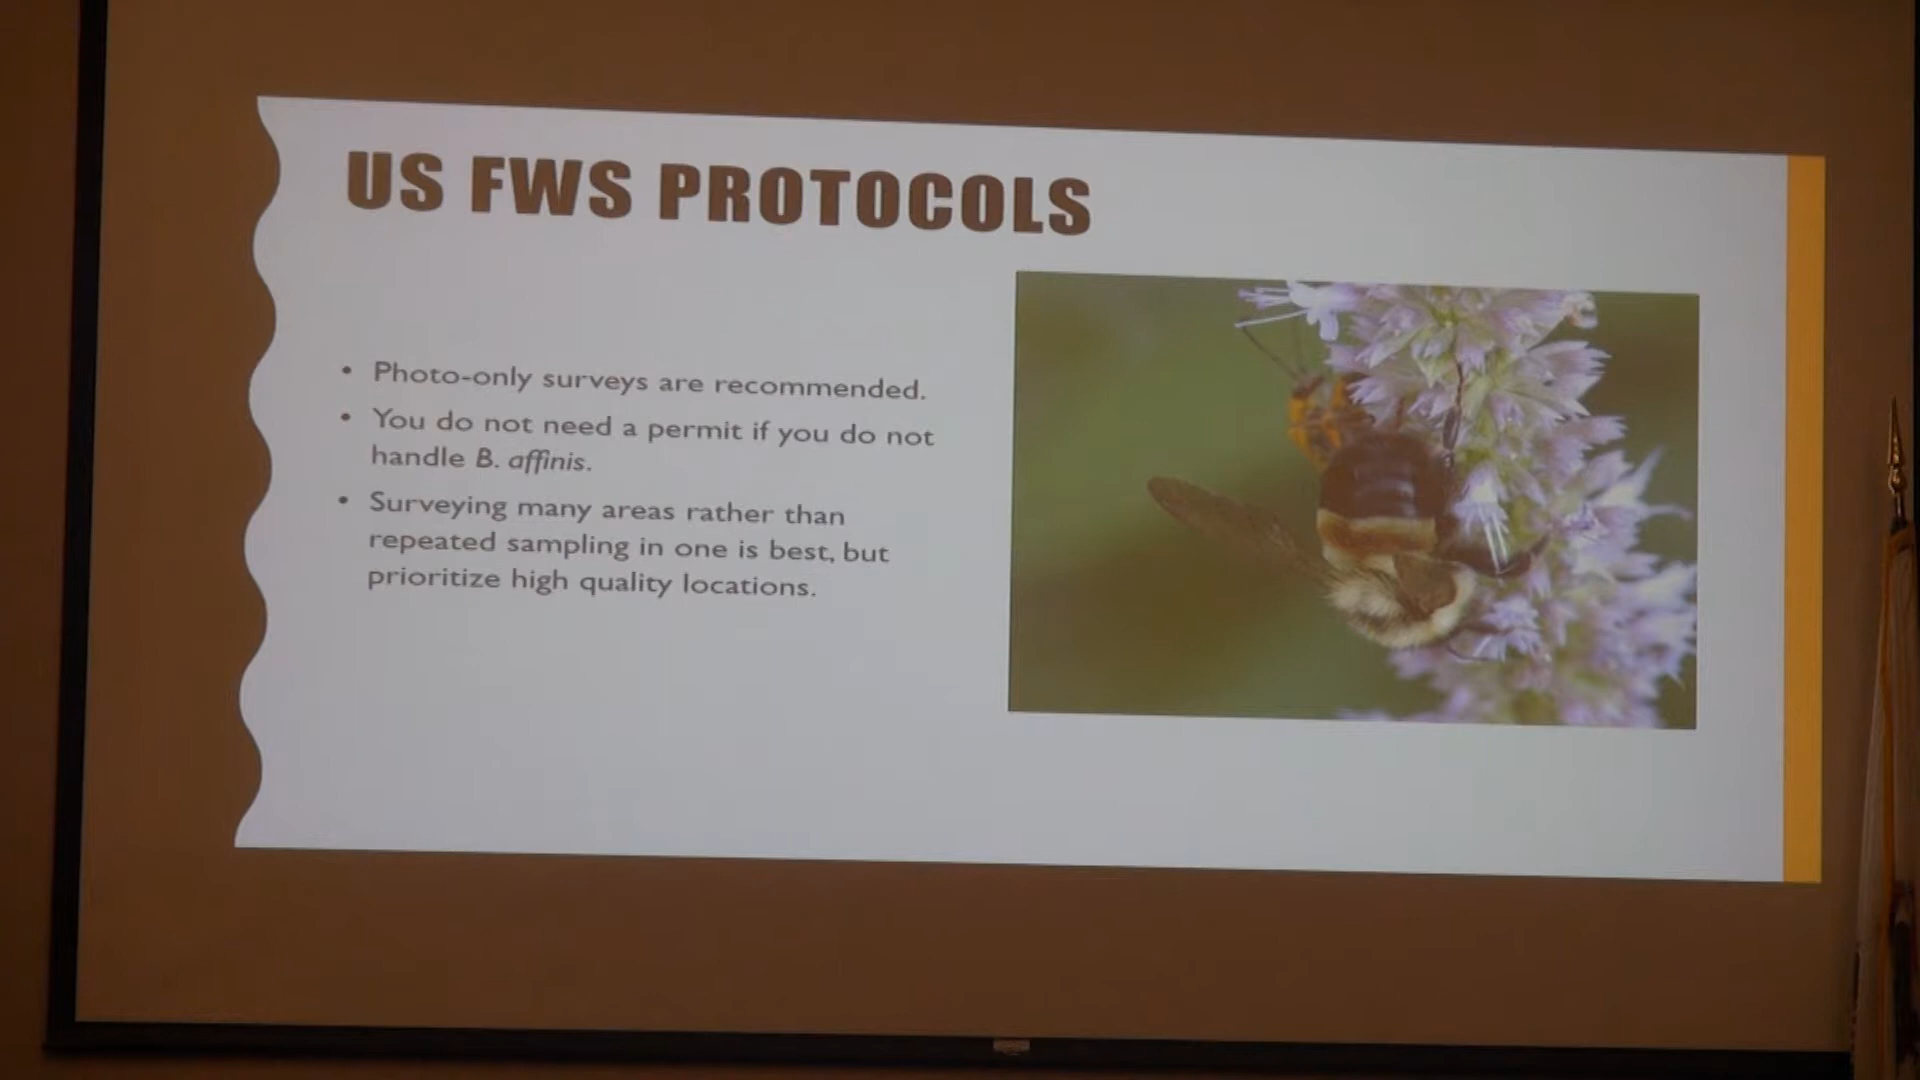 US FWS PROTOCOLS
• Photo-only surveys are recommended.
• You do not need a permit if you do not
handle B. affinis.
• Surveying many areas rather than
repeated sampling in one is best, but
prioritize high quality locations.